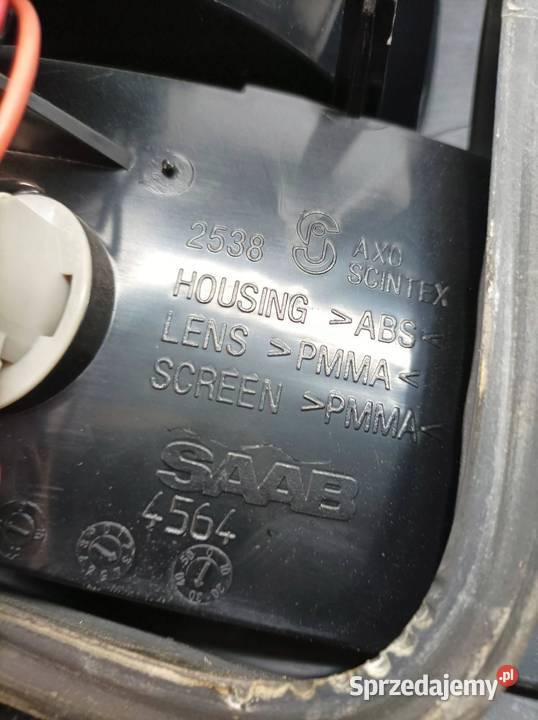 2538 AXO
SCINTEX
HOUSING >ABS<
LENS >PMMA<
SCREEN >PMMA<
SAAB
4564
Sprzedajemy.pl